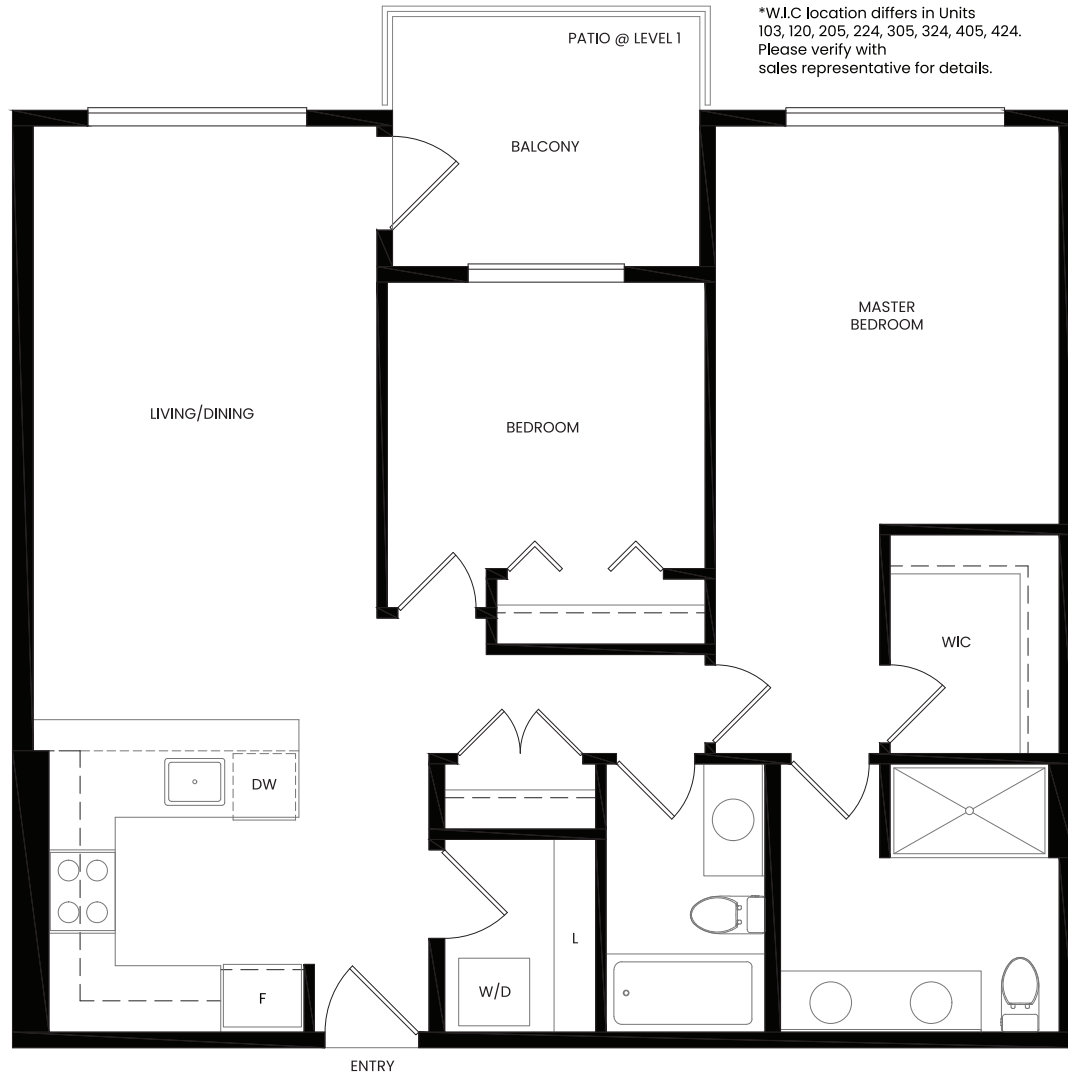 *W.I.C location differs in Units
103, 120, 205, 224, 305, 324, 405, 424.
Please verify with
sales representative for details.
PATIO @ LEVEL 1
BALCONY
MASTER
BEDROOM
LIVING/DINING
BEDROOM
WIC
DW
L
W/D
F
ENTRY